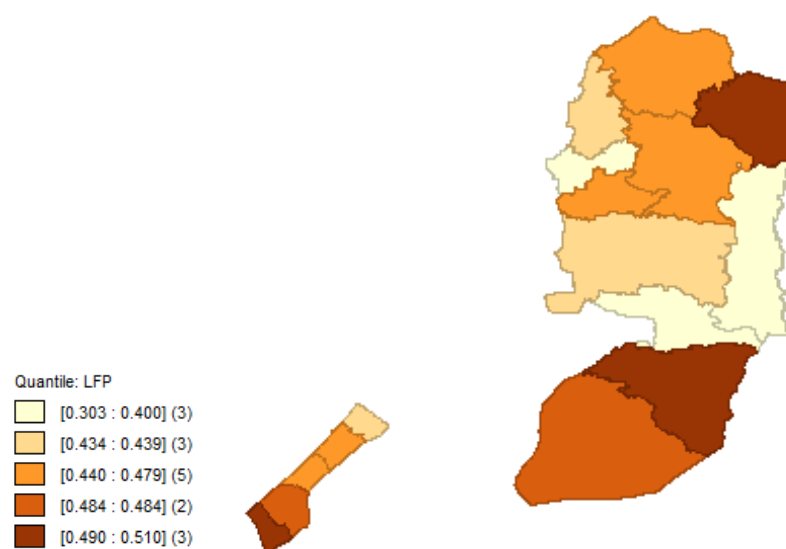 Quantile: LFP
[0.303 : 0.400] (3)
[0.434 : 0.439] (3)
[0.440 : 0.479] (5)
[0.484 : 0.484] (2)
[0.490 : 0.510] (3)